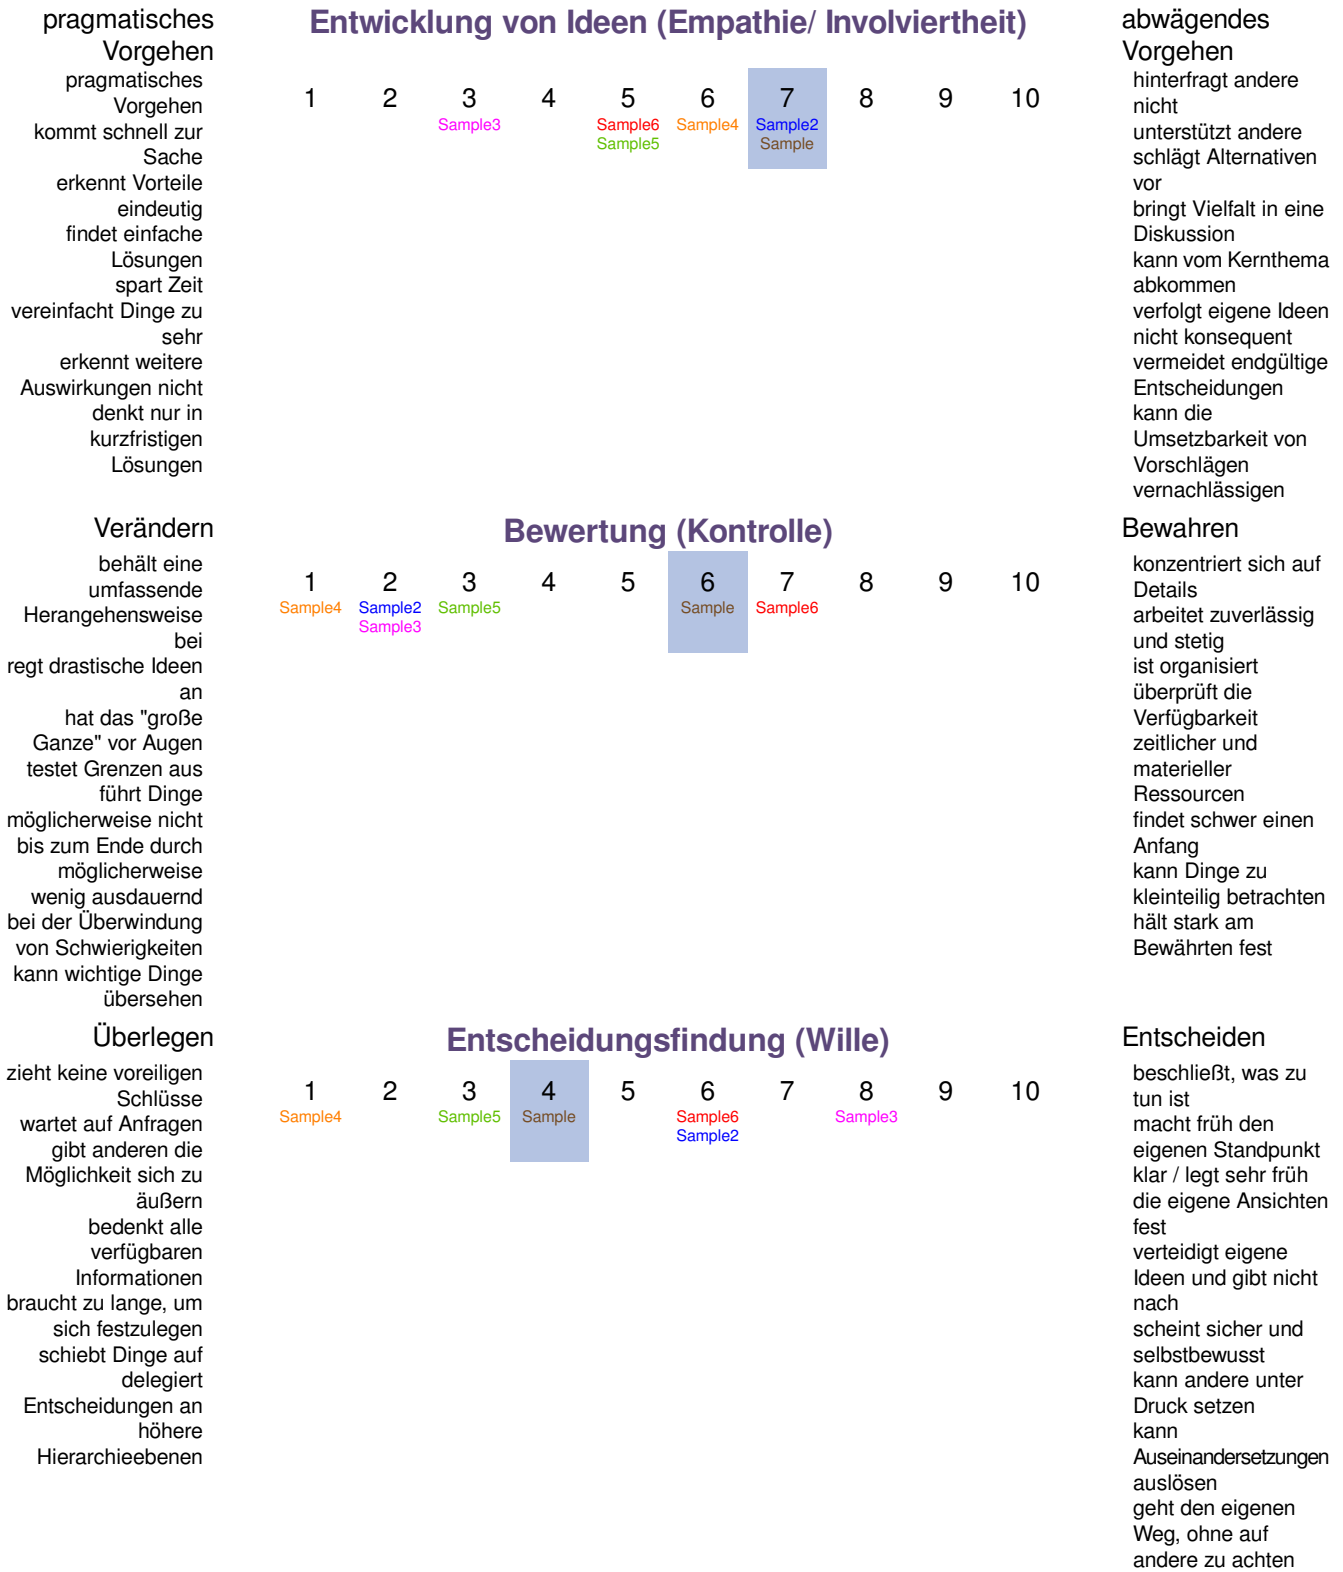 pragmatisches
Vorgehen
Entwicklung von Ideen (Empathie/ Involviertheit)
abwägendes
Vorgehen
pragmatisches
Vorgehen
kommt schnell zur
Sache
erkennt Vorteile
eindeutig
findet einfache
Lösungen
spart Zeit
vereinfacht Dinge zu
sehr
erkennt weitere
Auswirkungen nicht
denkt nur in
kurzfristigen
Lösungen
1 2 3 4 5 6 7 8 9 10
Sample3 Sample6 Sample4 Sample2
Sample5 Sample
hinterfragt andere
nicht
unterstützt andere
schlägt Alternativen
vor
bringt Vielfalt in eine
Diskussion
kann vom Kernthema
abkommen
verfolgt eigene Ideen
nicht konsequent
vermeidet endgültige
Entscheidungen
kann die
Umsetzbarkeit von
Vorschlägen
vernachlässigen
Verändern
Bewertung (Kontrolle)
Bewahren
behält eine
umfassende
Herangehensweise
bei
regt drastische Ideen
an
hat das "große
Ganze" vor Augen
testet Grenzen aus
führt Dinge
möglicherweise nicht
bis zum Ende durch
möglicherweise
wenig ausdauernd
bei der Überwindung
von Schwierigkeiten
kann wichtige Dinge
übersehen
1 2 3 4 5 6 7 8 9 10
Sample4 Sample2 Sample5 Sample Sample6
Sample3
konzentriert sich auf
Details
arbeitet zuverlässig
und stetig
ist organisiert
überprüft die
Verfügbarkeit
zeitlicher und
materieller
Ressourcen
findet schwer einen
Anfang
kann Dinge zu
kleinteilig betrachten
hält stark am
Bewährten fest
Überlegen
Entscheidungsfindung (Wille)
Entscheiden
zieht keine voreiligen
Schlüsse
wartet auf Anfragen
gibt anderen die
Möglichkeit sich zu
äußern
bedenkt alle
verfügbaren
Informationen
braucht zu lange, um
sich festzulegen
schiebt Dinge auf
delegiert
Entscheidungen an
höhere
Hierarchieebenen
1 2 3 4 5 6 7 8 9 10
Sample4 Sample5 Sample Sample6 Sample3
Sample2
beschließt, was zu
tun ist
macht früh den
eigenen Standpunkt
klar / legt sehr früh
die eigene Ansichten
fest
verteidigt eigene
Ideen und gibt nicht
nach
scheint sicher und
selbstbewusst
kann andere unter
Druck setzen
kann
Auseinandersetzungen
auslösen
geht den eigenen
Weg, ohne auf
andere zu achten